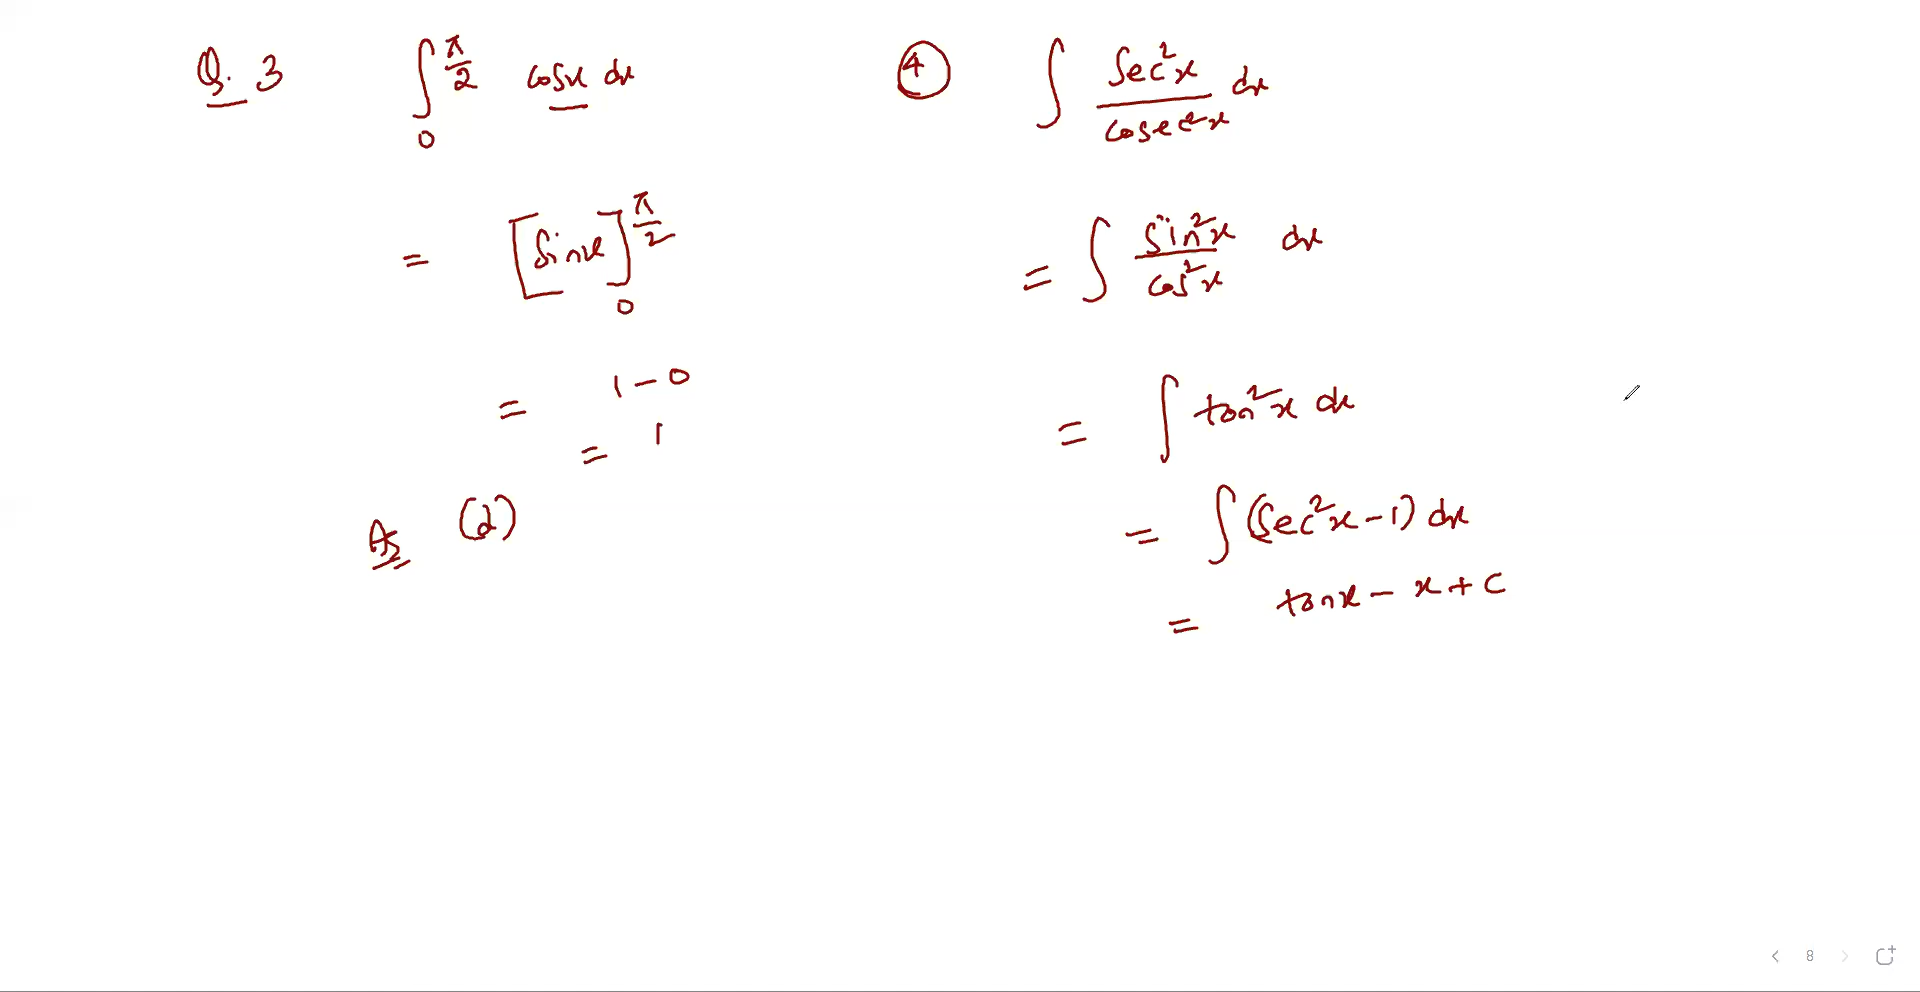 Q. 3 ∫₀^(π/2) cosx dx
= [sinx]₀^(π/2)
= 1 - 0
= 1
Ans (d)
④ ∫ sec²x / cosec²x dx
= ∫ sin²x / cos²x dx
= ∫ tan²x dx
= ∫ (sec²x - 1) dx
= tanx - x + c
8